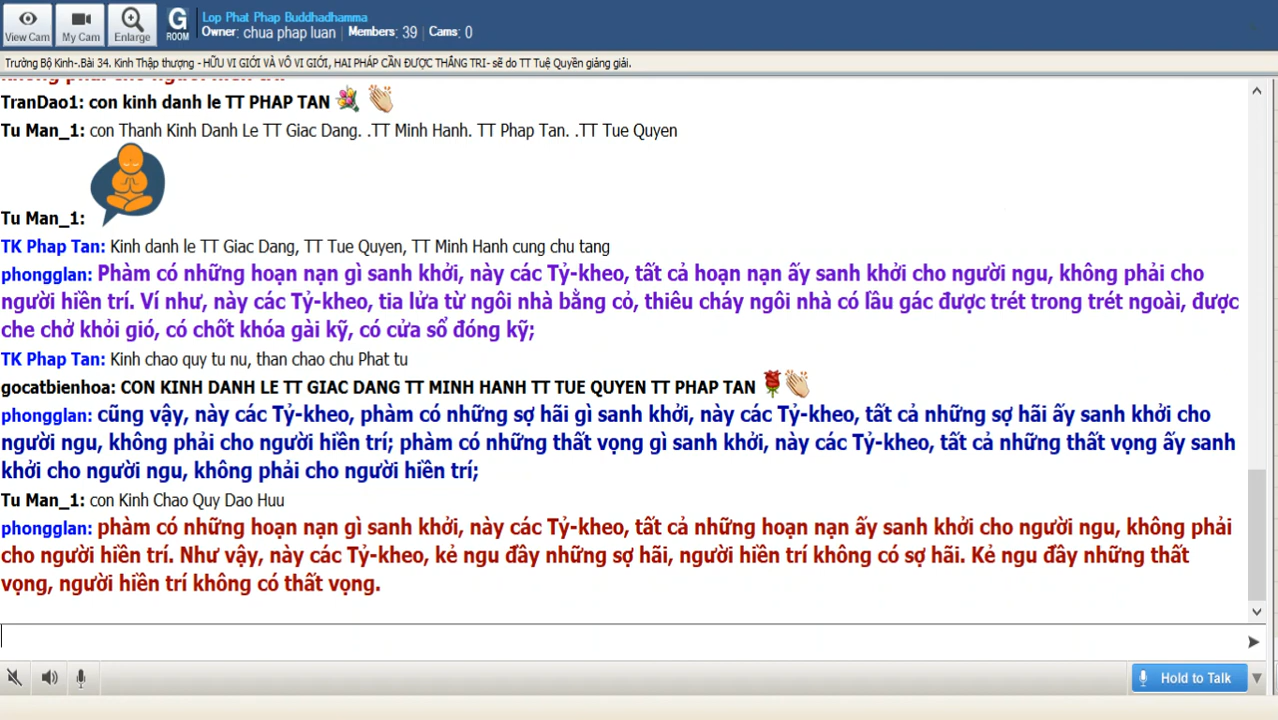 Lop Phat Phap Buddhadhamma
Owner: chua pháp luan | Members: 39 | Cams: 0
View Cam
My Cam
Enlarge
G
ROOM
Trường Bộ Kinh-.Bài 34. Kinh Thập thượng - HỮU VI GIỚI VÀ VÔ VI GIỚI, HAI PHÁP CẦN ĐƯỢC THẮNG TRI- sẽ do TT Tuệ Quyền giảng giải.
TranDao1: con kinh danh le TT PHAP TAN
Tu Man_1: con Thanh Kinh Danh Le TT Giac Dang. .TT Minh Hanh. TT Phap Tan. .TT Tue Quyen
Tu Man_1:
TK Phap Tan: Kinh danh le TT Giac Dang, TT Tue Quyen, TT Minh Hanh cung chu tang
phongglan: Phàm có những hoạn nạn gì sanh khởi, này các Tỷ-kheo, tất cả hoạn nạn ấy sanh khởi cho người ngu, không phải cho
người hiền trí. Ví như, này các Tỷ-kheo, tia lửa từ ngôi nhà bằng cỏ, thiêu cháy ngôi nhà có lầu gác được trét trong trét ngoài, được
che chở khỏi gió, có chốt khóa gài kỹ, có cửa sổ đóng kỹ;
TK Phap Tan: Kinh chao quy tu nu, than chao chu Phat tu
gocatbienhoa: CON KINH DANH LE TT GIAC DANG TT MINH HANH TT TUE QUYEN TT PHAP TAN
phongglan: cũng vậy, này các Tỷ-kheo, phàm có những sợ hãi gì sanh khởi, này các Tỷ-kheo, tất cả những sợ hãi ấy sanh khởi cho
người ngu, không phải cho người hiền trí; phàm có những thất vọng gì sanh khởi, này các Tỷ-kheo, tất cả những thất vọng ấy sanh
khởi cho người ngu, không phải cho người hiền trí;
Tu Man_1: con Kinh Chao Quy Dao Huu
phongglan: phàm có những hoạn nạn gì sanh khởi, này các Tỷ-kheo, tất cả những hoạn nạn ấy sanh khởi cho người ngu, không phải
cho người hiền trí. Như vậy, này các Tỷ-kheo, kẻ ngu đầy những sợ hãi, người hiền trí không có sợ hãi. Kẻ ngu đầy những thất
vọng, người hiền trí không có thất vọng.
Hold to Talk